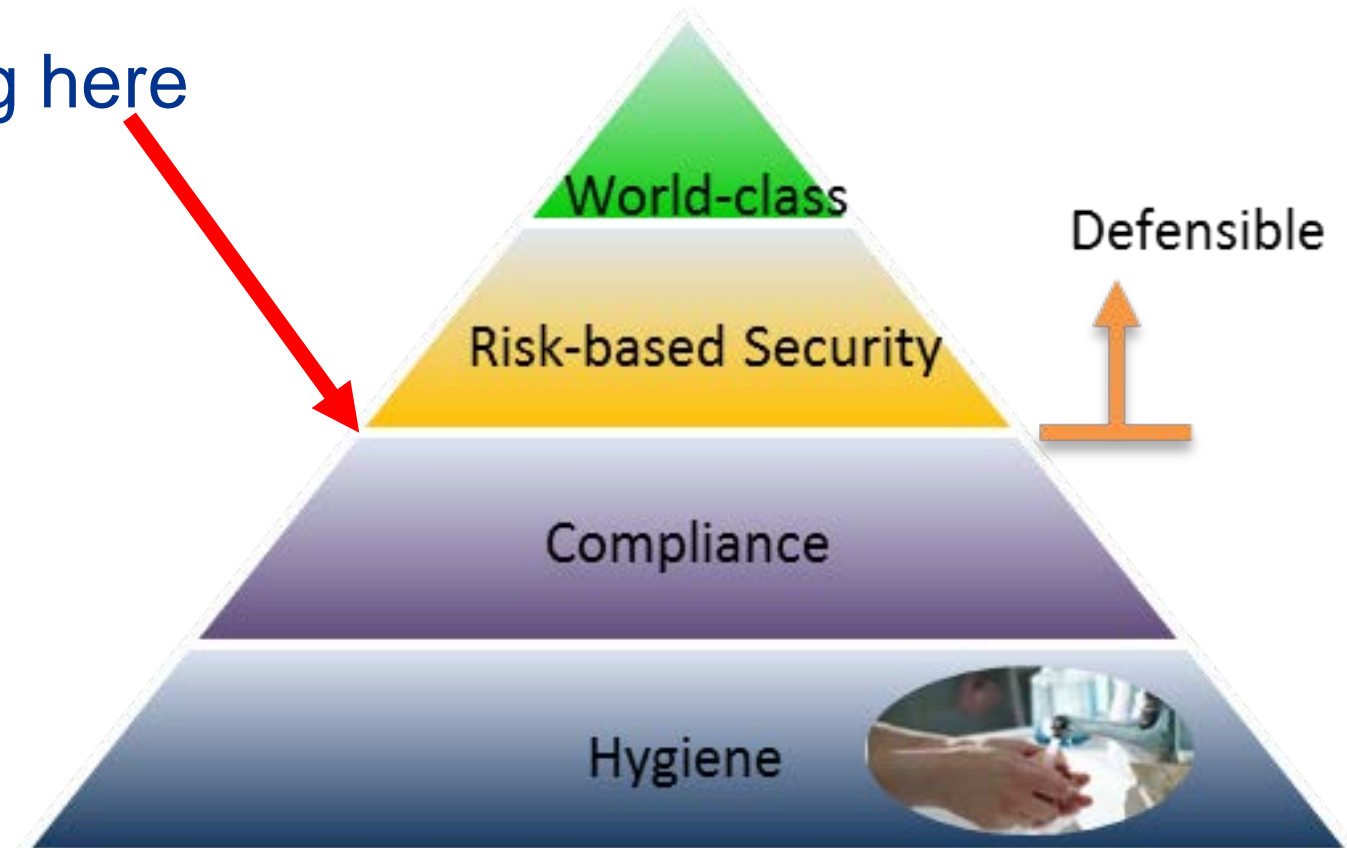 here
World-class
Defensible
Risk-based Security
Compliance
Hygiene